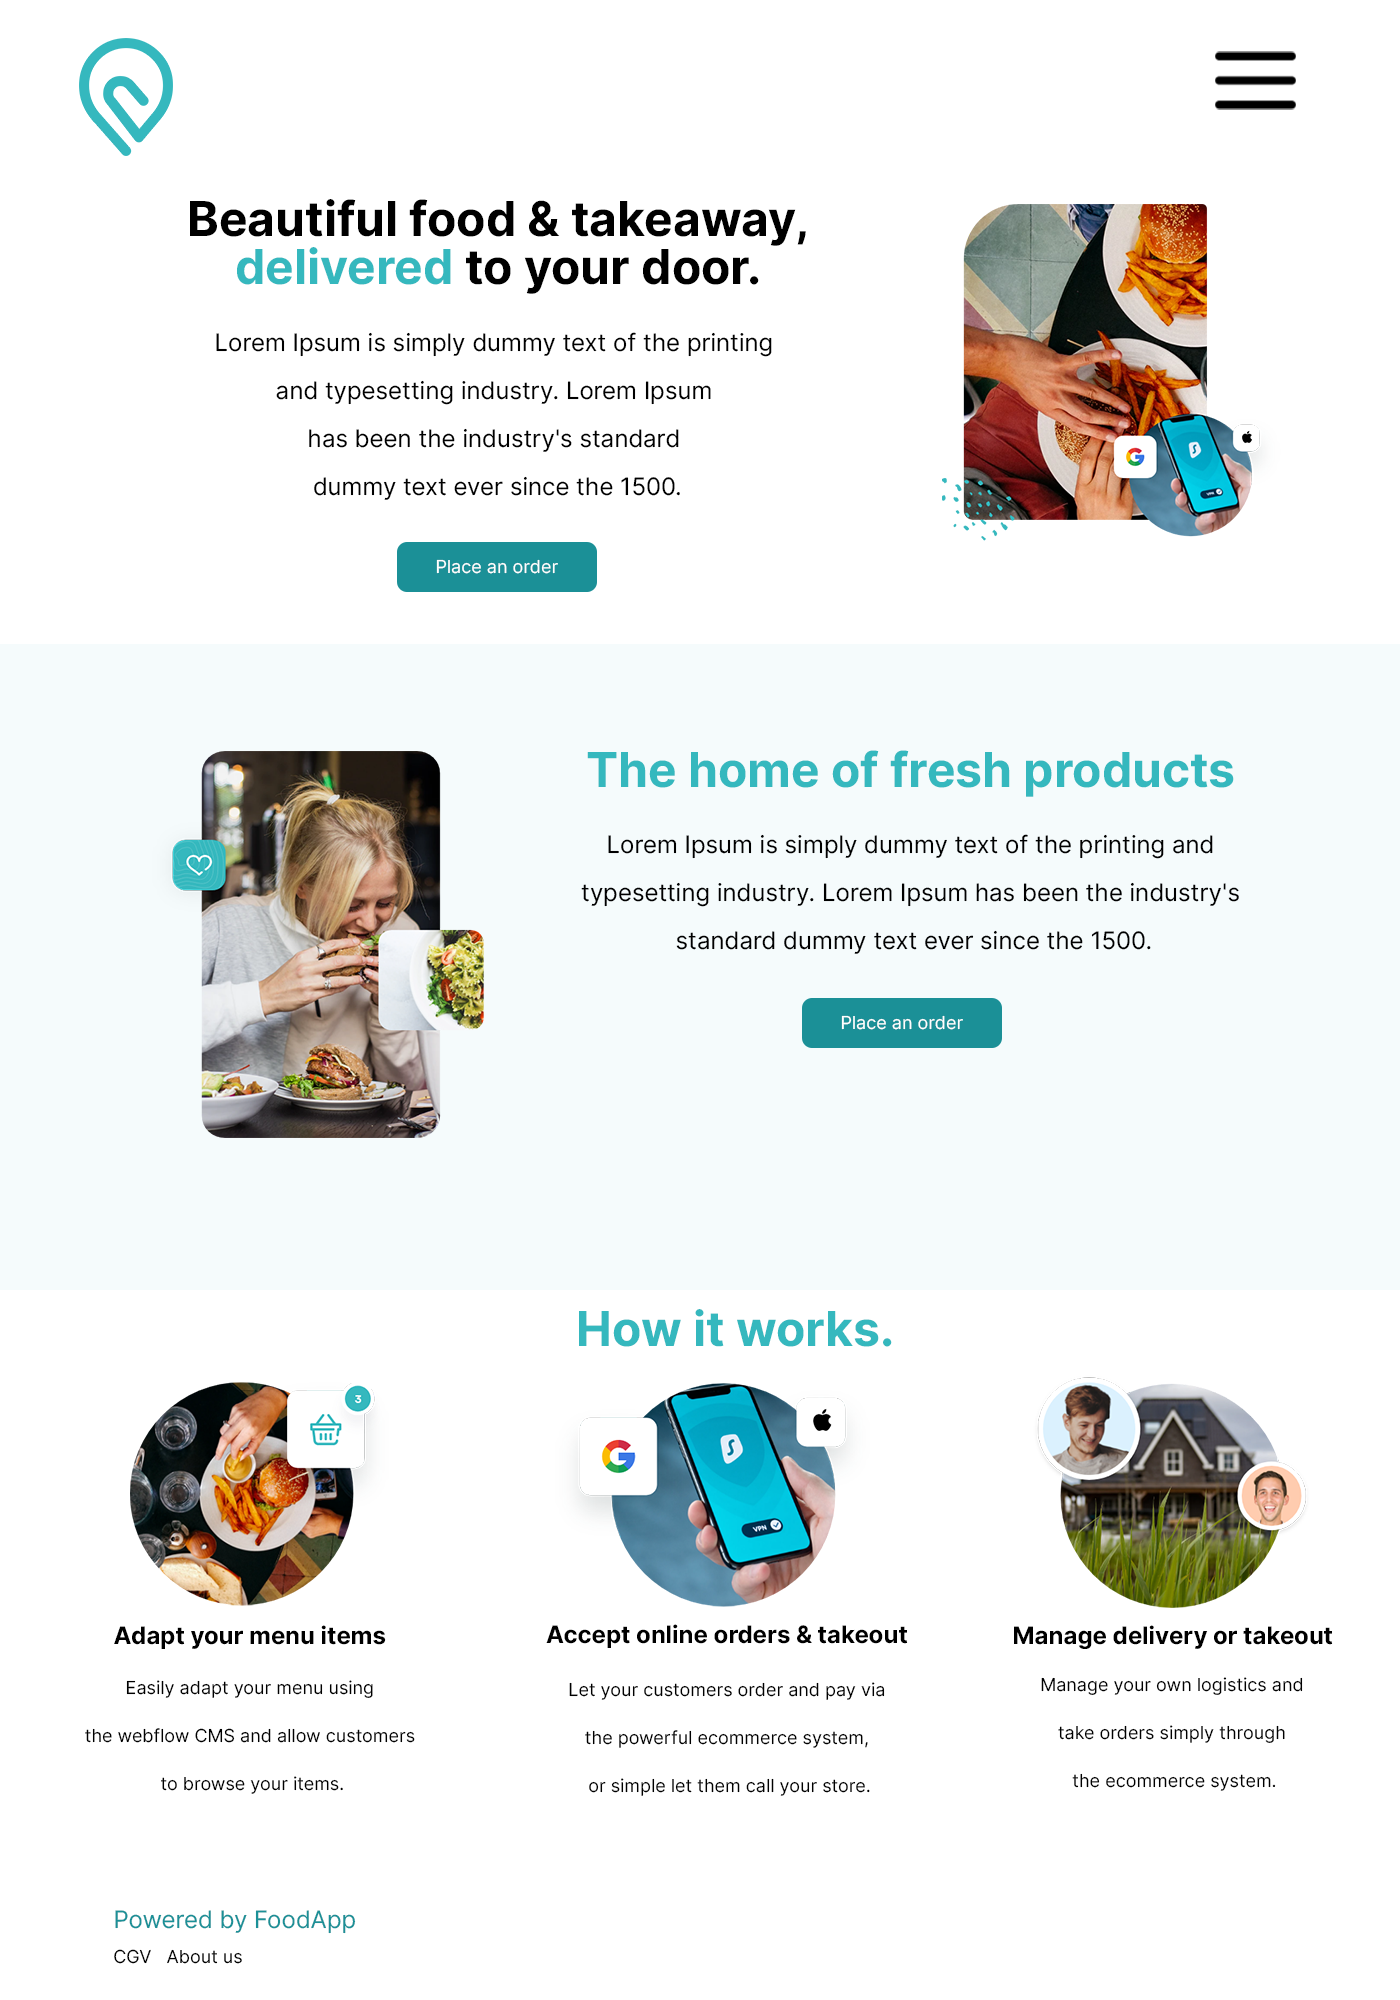 Beautiful food & takeaway,
delivered to your door.
Lorem Ipsum is simply dummy text of the printing
and typesetting industry. Lorem Ipsum
has been the industry's standard
dummy text ever since the 1500.
VPN
Place an order
The home of fresh products
Lorem Ipsum is simply dummy text of the printing and
typesetting industry. Lorem Ipsum has been the industry's
standard dummy text ever since the 1500.
Place an order
How it works.
3
VPN
Adapt your menu items
Easily adapt your menu using
the webflow CMS and allow customers
to browse your items.
Accept online orders & takeout
Let your customers order and pay via
the powerful ecommerce system,
or simple let them call your store.
Manage delivery or takeout
Manage your own logistics and
take orders simply through
the ecommerce system.
Powered by FoodApp
CGV About us